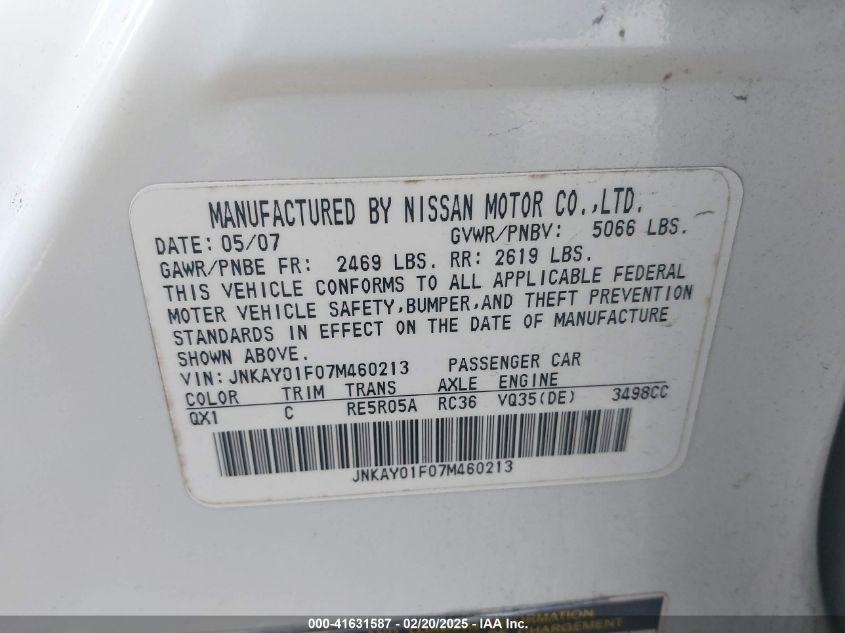 MANUFACTURED BY NISSAN MOTOR CO.,LTD.
DATE: 05/07 GVWR/PNBV: 5066 LBS.
GAWR/PNBE FR: 2469 LBS. RR: 2619 LBS.
THIS VEHICLE CONFORMS TO ALL APPLICABLE FEDERAL
MOTER VEHICLE SAFETY,BUMPER,AND THEFT PREVENTION
STANDARDS IN EFFECT ON THE DATE OF MANUFACTURE
SHOWN ABOVE.
VIN: JNKAY01F07M460213 PASSENGER CAR
COLOR TRIM TRANS AXLE ENGINE
QX1 C RE5R05A RC36 VQ35(DE) 3498CC
JNKAY01F07M460213
INFORMATION
000-41631587 - 02/20/2025 - IAA Inc.